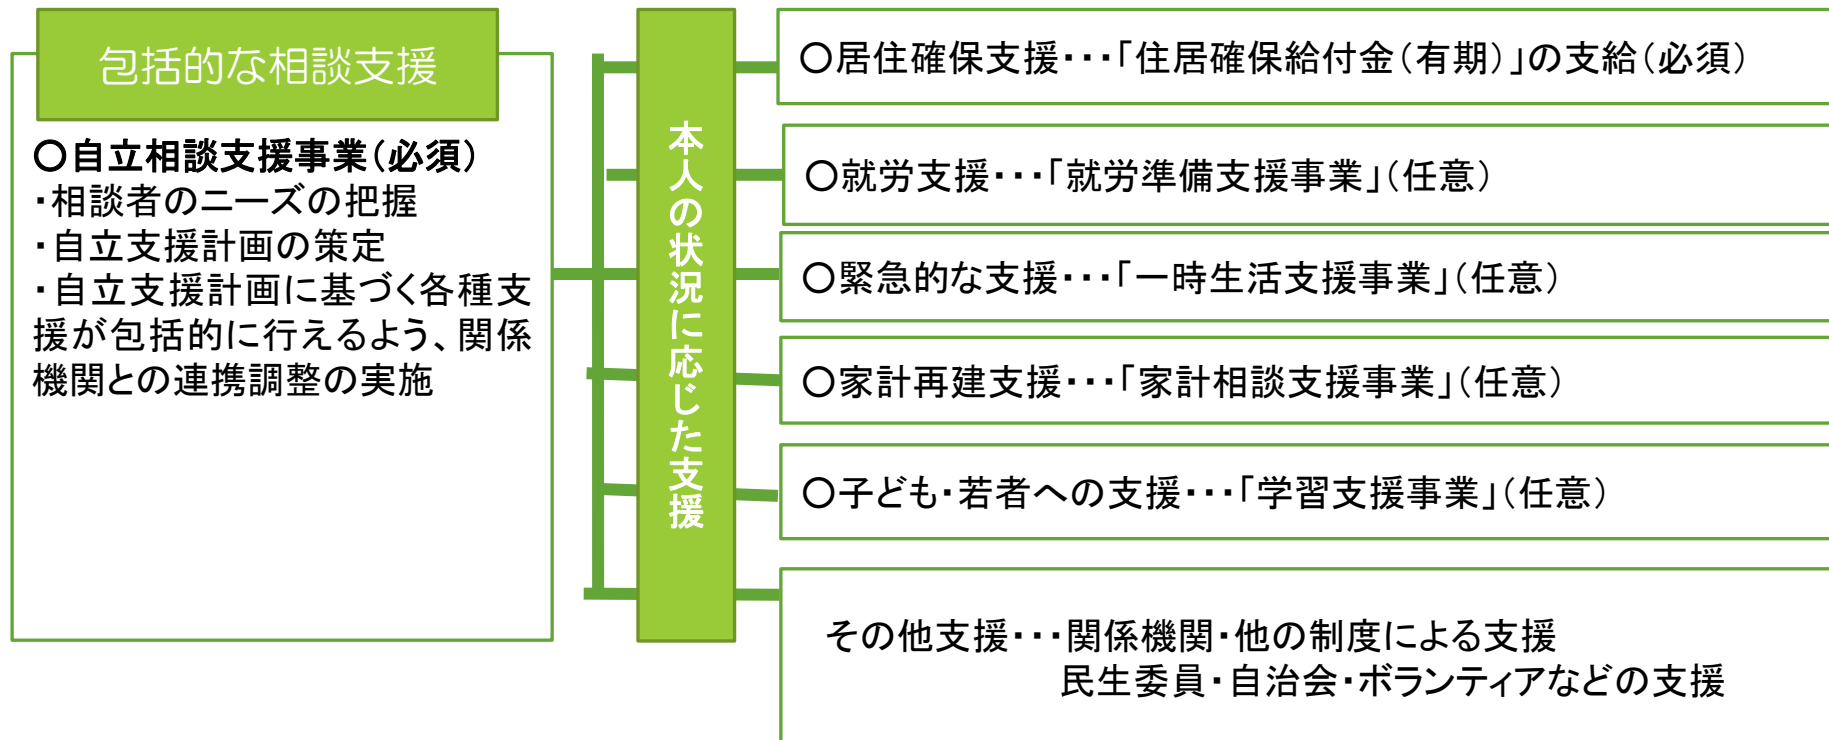 包括的な相談支援
〇自立相談支援事業(必須)
・相談者のニーズの把握
・自立支援計画の策定
・自立支援計画に基づく各種支
援が包括的に行えるよう、関係
機関との連携調整の実施
本人の状況に応じた支援
〇居住確保支援・・・「住居確保給付金(有期)」の支給(必須)
〇就労支援・・・「就労準備支援事業」(任意)
〇緊急的な支援・・・「一時生活支援事業」(任意)
〇家計再建支援・・・「家計相談支援事業」(任意)
〇子ども・若者への支援・・・「学習支援事業」(任意)
その他支援・・・関係機関・他の制度による支援
民生委員・自治会・ボランティアなどの支援